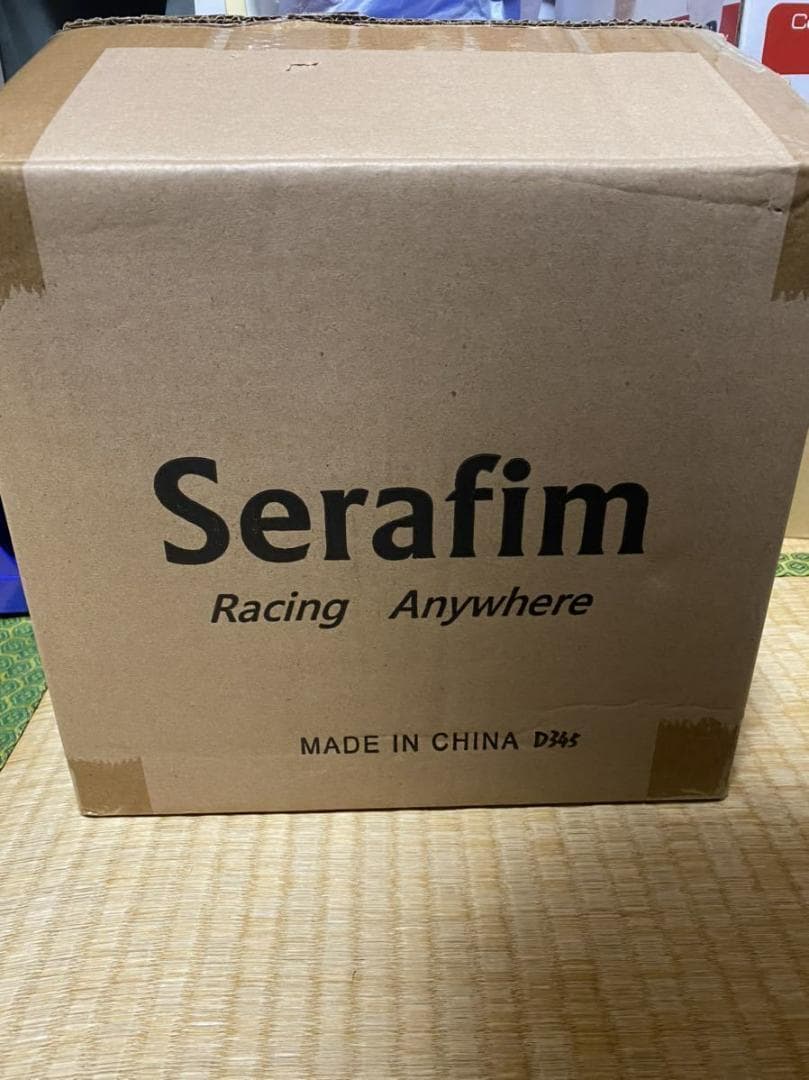 Serafim
Racing Anywhere
MADE IN CHINA D345